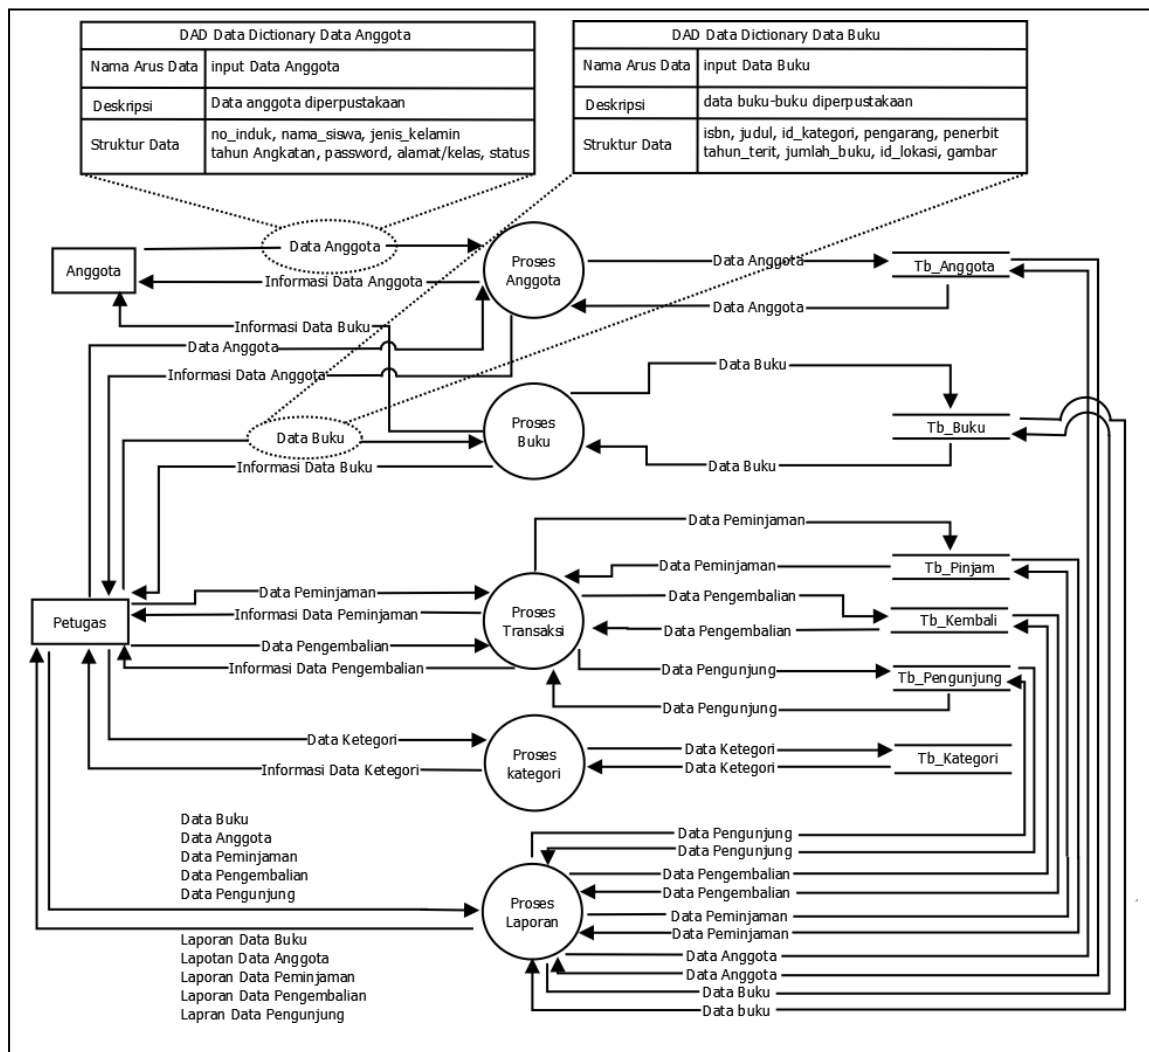 DAD Data Dictionary Data Anggota
Nama Arus Data
input Data Anggota
Deskripsi
Data anggota diperpustakaan
Struktur Data
no_induk, nama_siswa, jenis_kelamin
tahun Angkatan, password, alamat/kelas, status
DAD Data Dictionary Data Buku
Nama Arus Data
input Data Buku
Deskripsi
data buku-buku diperpustakaan
Struktur Data
isbn, judul, id_kategori, pengarang, penerbit
tahun_terit, jumlah_buku, id_lokasi, gambar
Data Anggota
Anggota
Informasi Data Anggota
Proses
Anggota
Data Anggota
Tb_Anggota
Data Anggota
Informasi Data Buku
Data Anggota
Informasi Data Anggota
Data Buku
Proses
Buku
Data Buku
Tb_Buku
Data Buku
Informasi Data Buku
Data Peminjaman
Tb_Pinjam
Data Peminjaman
Data Peminjaman
Data Pengembalian
Petugas
Informasi Data Peminjaman
Proses
Transaksi
Tb_Kembali
Data Pengembalian
Data Pengembalian
Informasi Data Pengembalian
Data Pengunjung
Tb_Pengunjung
Data Pengunjung
Data Ketegori
Proses
kategori
Data Ketegori
Tb_Kategori
Data Ketegori
Informasi Data Ketegori
Data Buku
Data Anggota
Data Peminjaman
Data Pengembalian
Data Pengunjung
Proses
Laporan
Data Pengunjung
Data Pengunjung
Data Pengembalian
Data Pengembalian
Data Peminjaman
Data Peminjaman
Data Anggota
Data Anggota
Data Buku
Data buku
Laporan Data Buku
Lapotan Data Anggota
Laporan Data Peminjaman
Laporan Data Pengembalian
Lapran Data Pengunjung